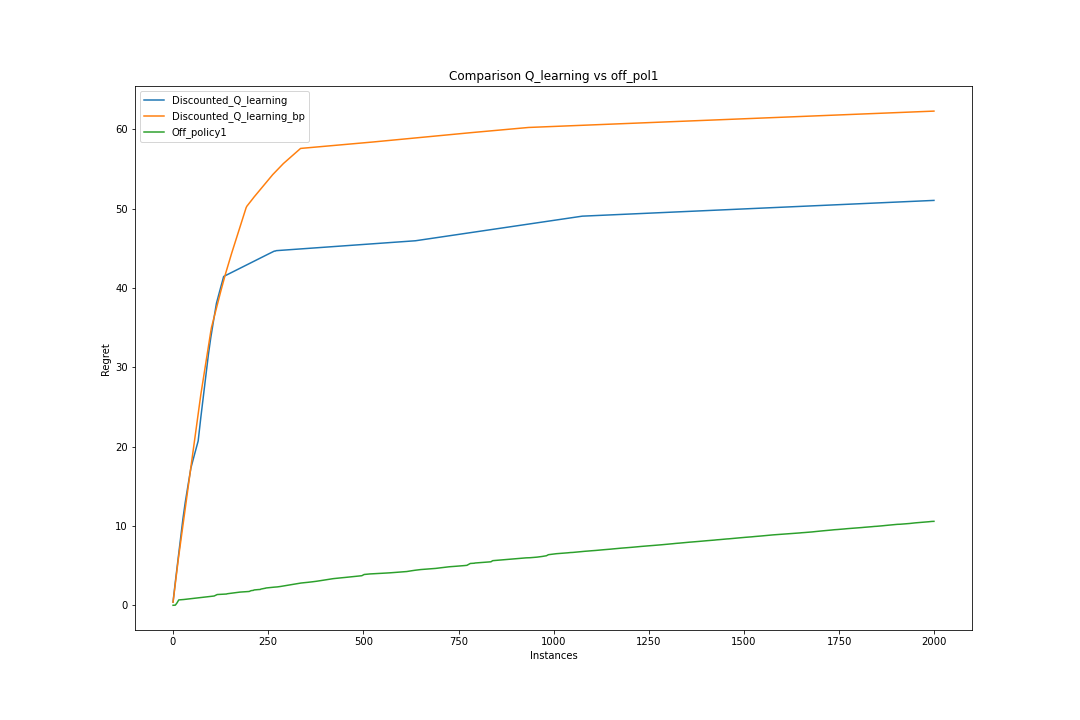 Comparison Q_learning vs off_pol1
Discounted_Q_learning
Discounted_Q_learning_bp
Off_policy1
Regret
60
50
40
30
20
10
0
0 250 500 750 1000 1250 1500 1750 2000
Instances